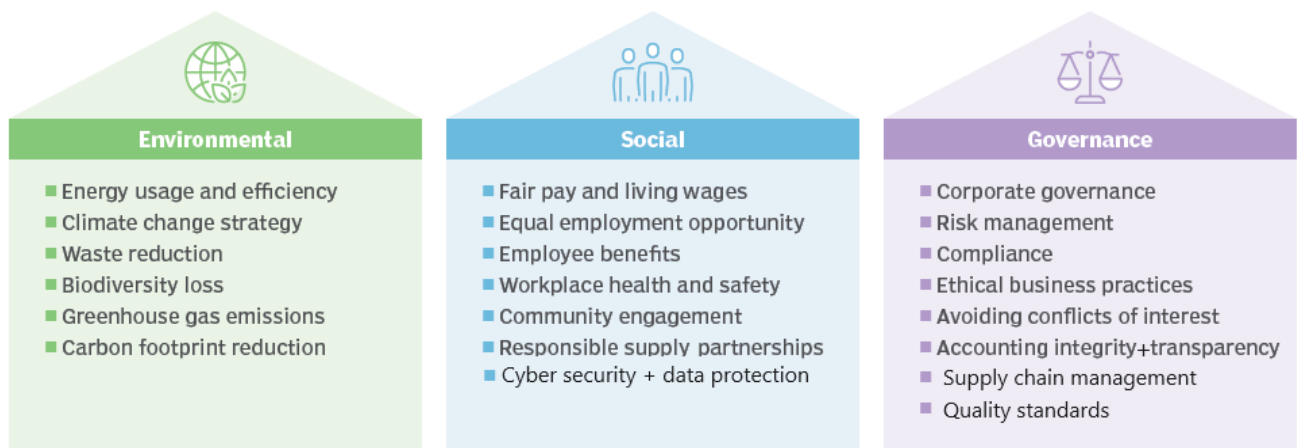 Environmental
Energy usage and efficiency
Climate change strategy
Waste reduction
Biodiversity loss
Greenhouse gas emissions
Carbon footprint reduction
Social
Fair pay and living wages
Equal employment opportunity
Employee benefits
Workplace health and safety
Community engagement
Responsible supply partnerships
Cyber security + data protection
Governance
Corporate governance
Risk management
Compliance
Ethical business practices
Avoiding conflicts of interest
Accounting integrity+transparency
Supply chain management
Quality standards